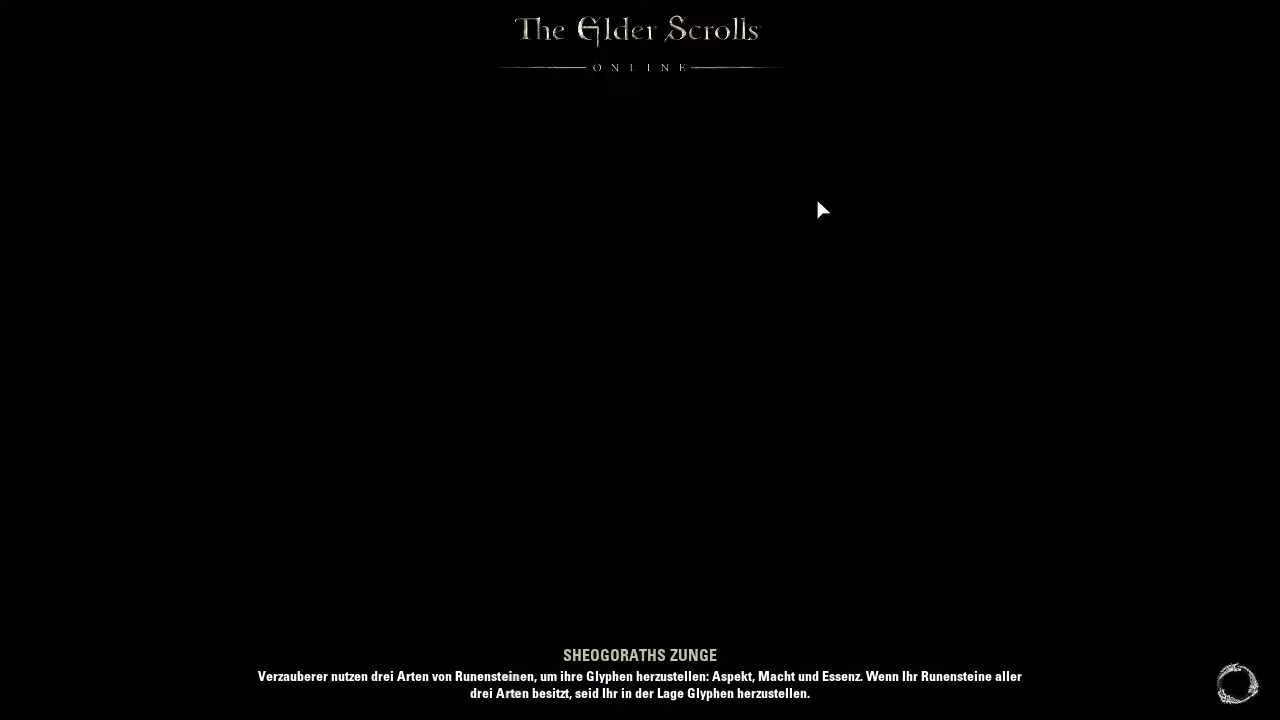 The Elder Scrolls
ONLINE
SHEOGORATHS ZUNGE
Verzauberer nutzen drei Arten von Runensteinen, um ihre Glyphen herzustellen: Aspekt, Macht und Essenz. Wenn Ihr Runensteine aller
drei Arten besitzt, seid Ihr in der Lage Glyphen herzustellen.